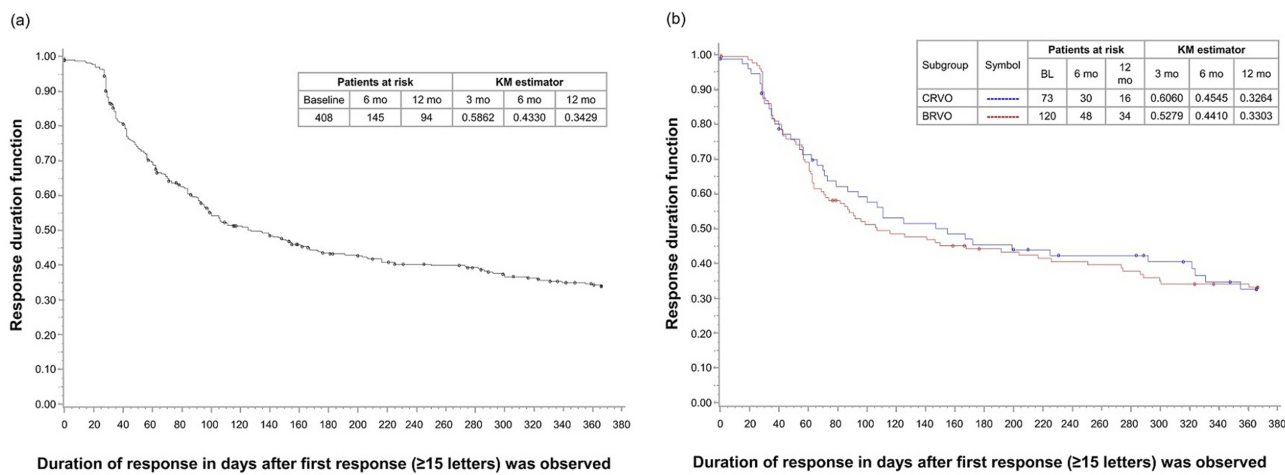 (a)
Response duration function
1.00
0.90
0.80
0.70
0.60
0.50
0.40
0.30
0.20
0.10
0.00
Patients at risk KM estimator
Baseline 6 mo 12 mo 3 mo 6 mo 12 mo
408 145 94 0.5862 0.4330 0.3429
0 20 40 60 80 100 120 140 160 180 200 220 240 260 280 300 320 340 360 380
Duration of response in days after first response (≥15 letters) was observed
(b)
Response duration function
1.00
0.90
0.80
0.70
0.60
0.50
0.40
0.30
0.20
0.10
0.00
Subgroup Symbol Patients at risk KM estimator
BL 6 mo 12 mo 3 mo 6 mo 12 mo
CRVO 73 30 16 0.6060 0.4545 0.3264
BRVO 120 48 34 0.5279 0.4410 0.3303
0 20 40 60 80 100 120 140 160 180 200 220 240 260 280 300 320 340 360 380
Duration of response in days after first response (≥15 letters) was observed